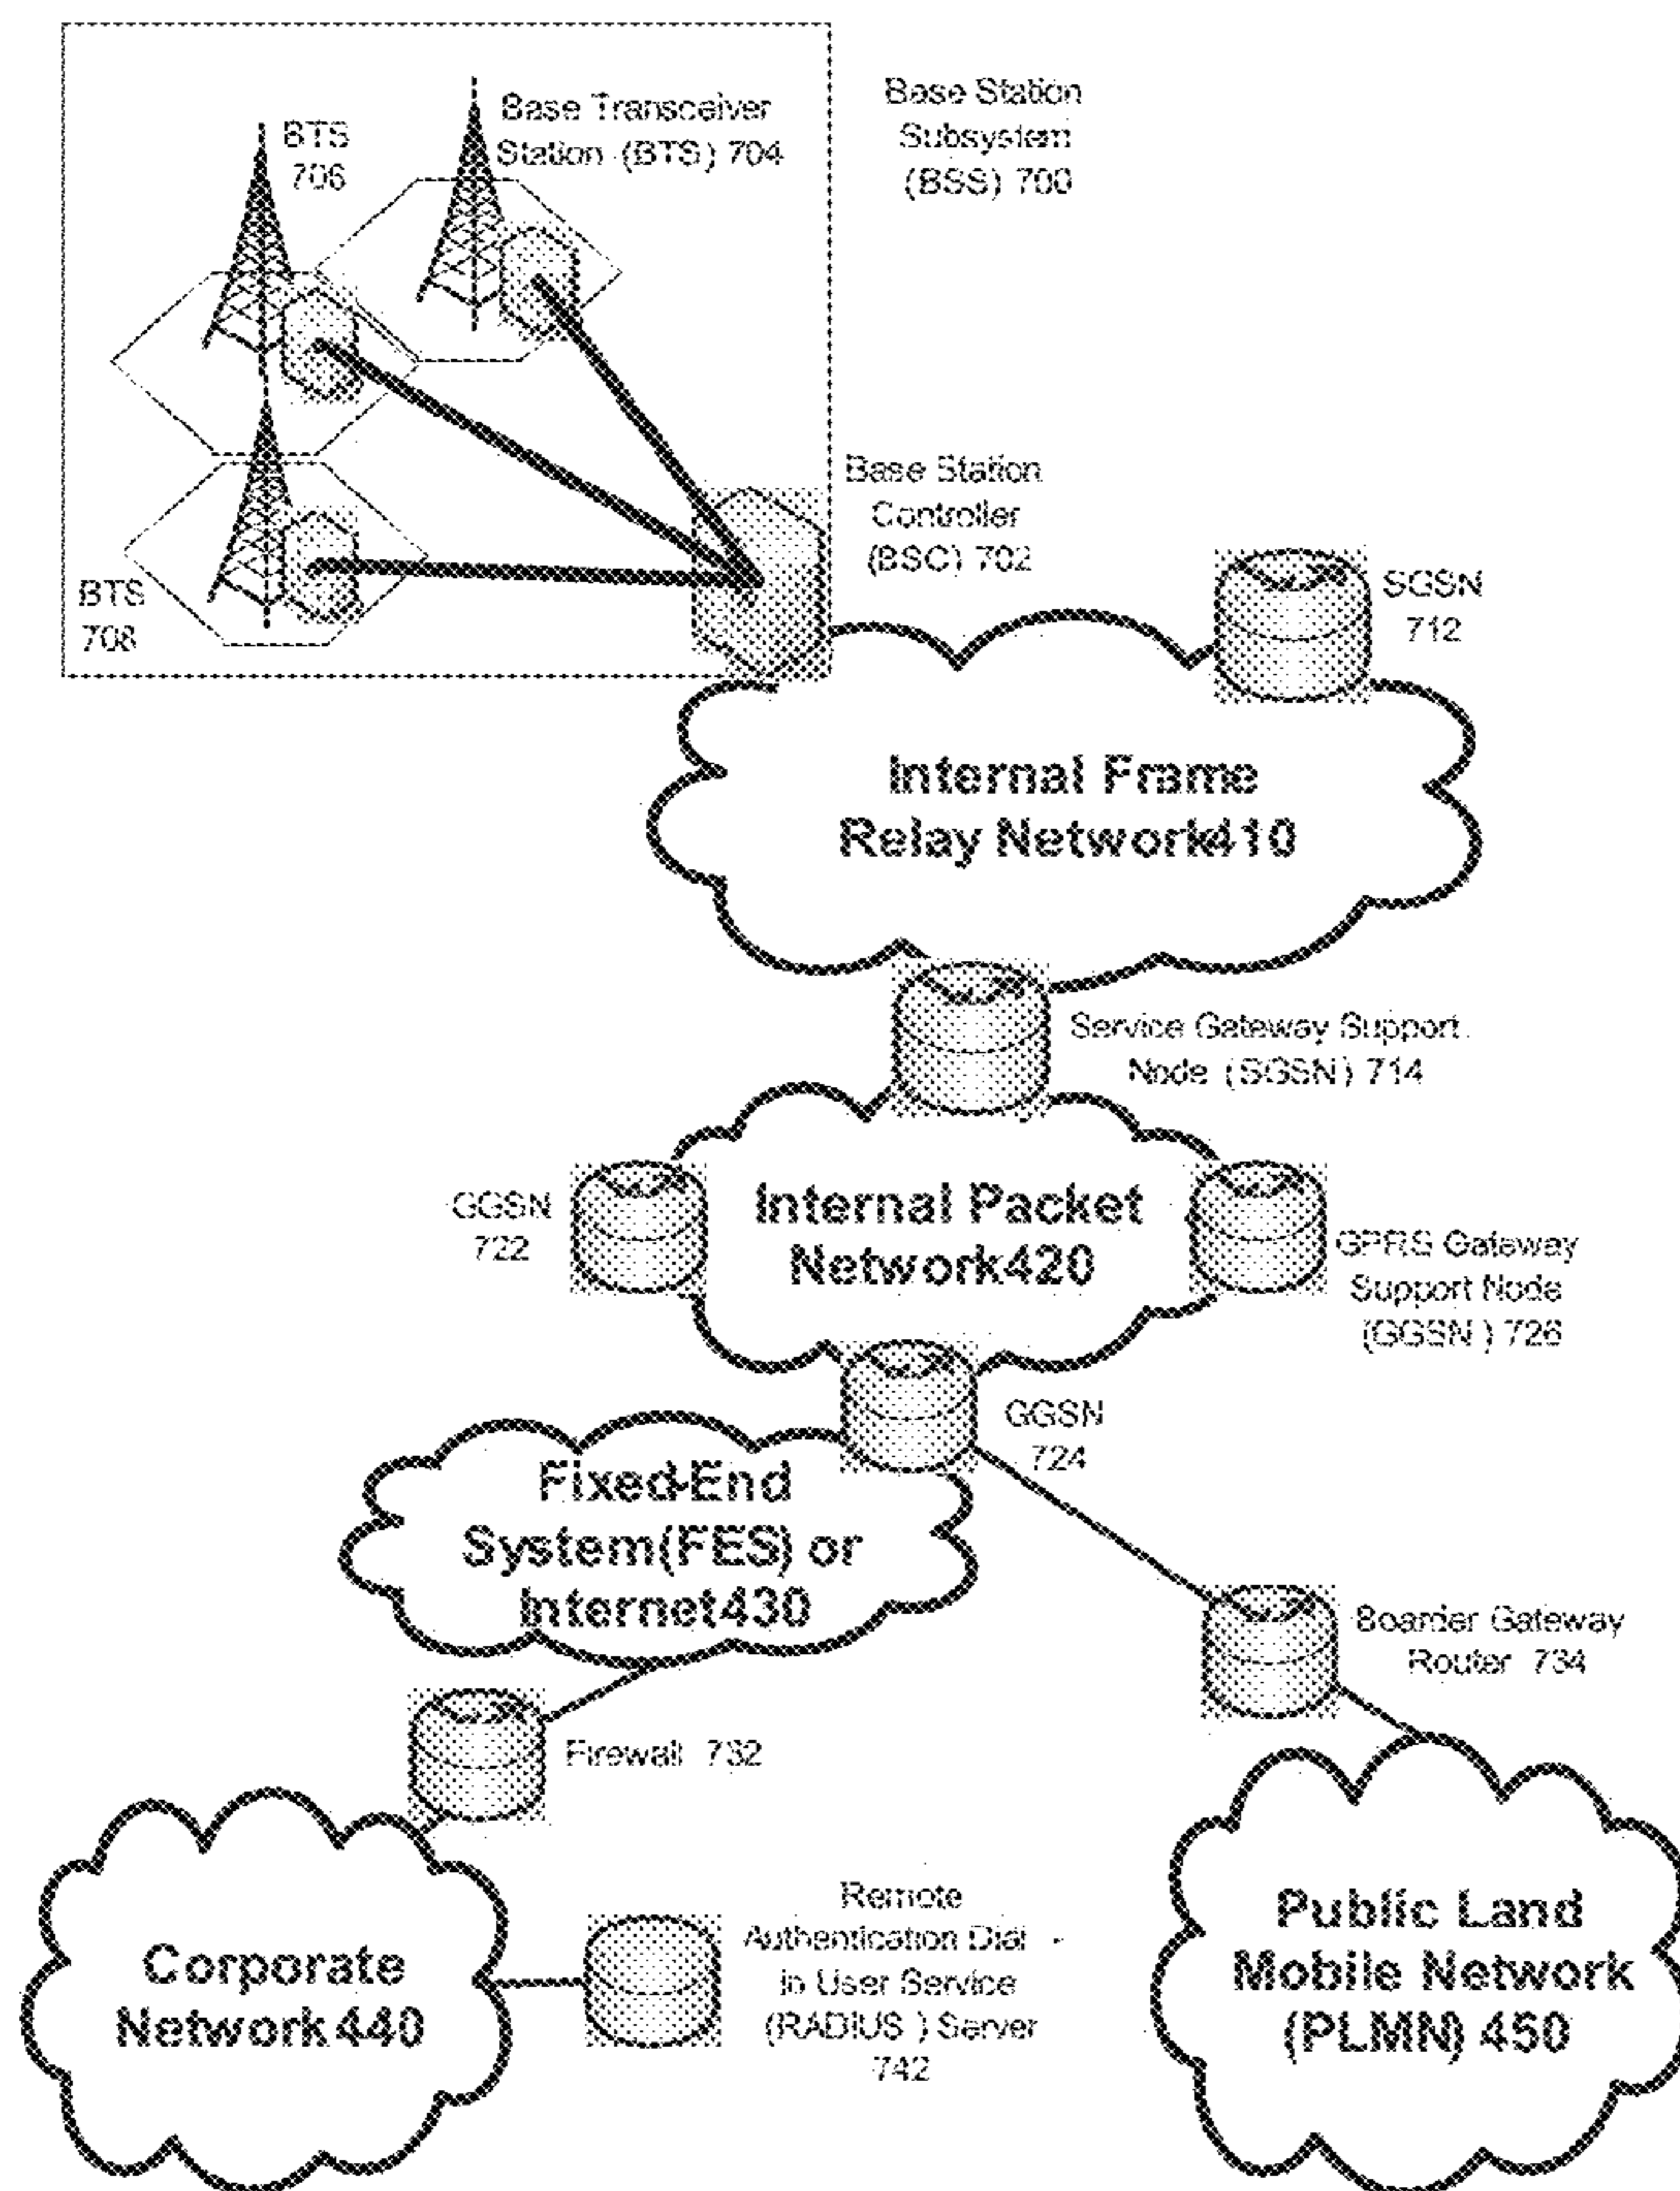 BTS
706
Base Transceiver
Station (BTS) 704
Base Station
Subsystem
(BSS) 700
Base Station
Controller
(BSC) 702
BTS
708
SGSN
712
Internal Frame
Relay Network410
Service Gateway Support
Node (SGSN) 714
GGSN
722
Internal Packet
Network420
GPRS Gateway
Support Node
(GGSN ) 726
GGSN
724
Fixed-End
System(FES) or
Internet430
Boarder Gateway
Router 734
Firewall 732
Corporate
Network440
Remote
Authentication Dial -
In User Service
(RADIUS ) Server
742
Public Land
Mobile Network
(PLMN) 450